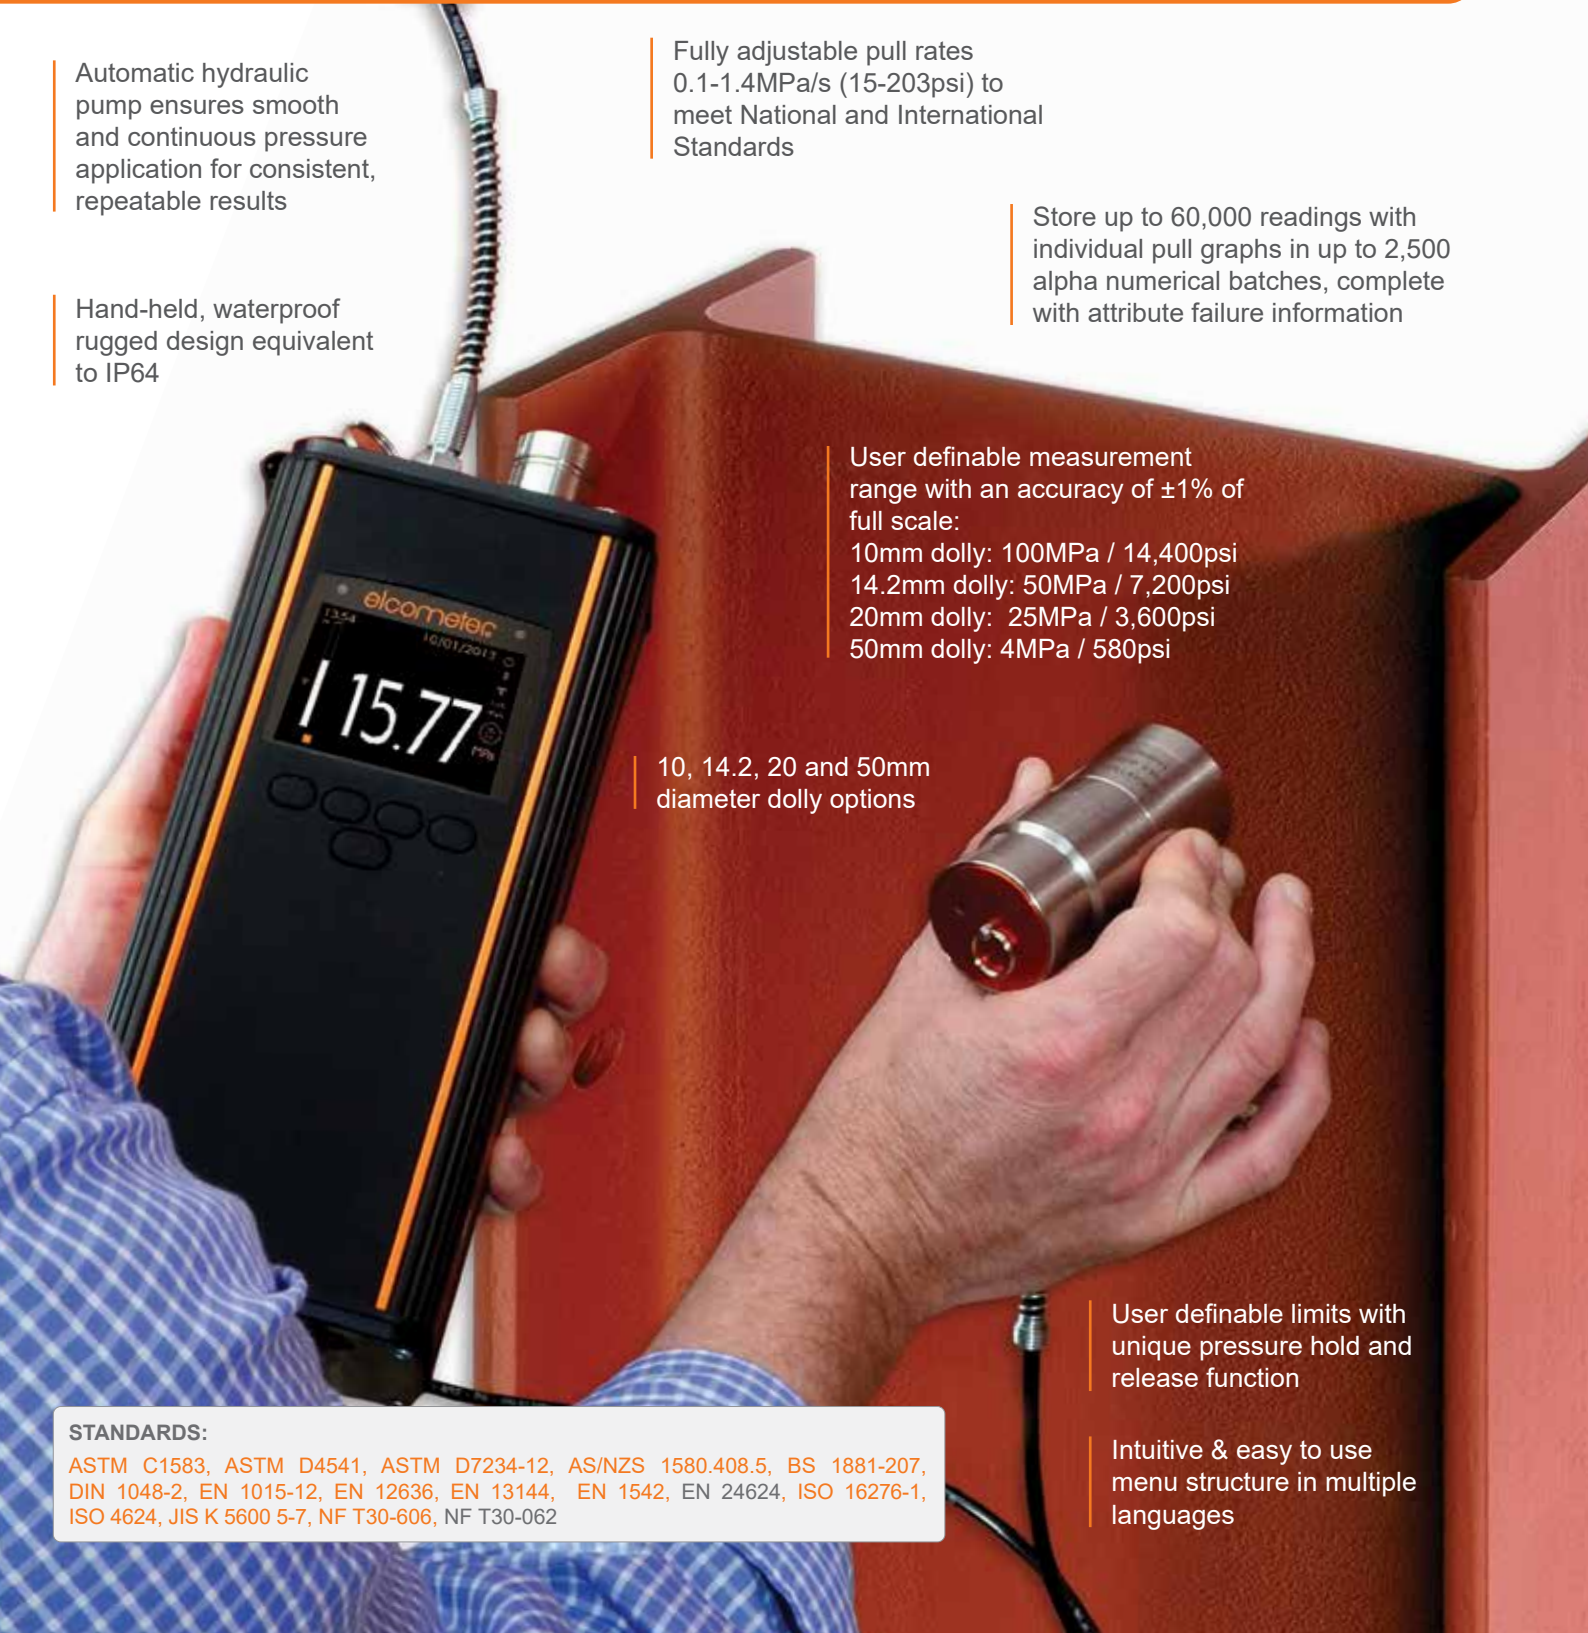 Automatic hydraulic
pump ensures smooth
and continuous pressure
application for consistent,
repeatable results
Fully adjustable pull rates
0.1-1.4MPa/s (15-203psi) to
meet National and International
Standards
Store up to 60,000 readings with
individual pull graphs in up to 2,500
alpha numerical batches, complete
with attribute failure information
Hand-held, waterproof
rugged design equivalent
to IP64
User definable measurement
range with an accuracy of ±1% of
full scale:
10mm dolly: 100MPa / 14,400psi
14.2mm dolly: 50MPa / 7,200psi
20mm dolly: 25MPa / 3,600psi
50mm dolly: 4MPa / 580psi
elcometer
13:54
10/01/2013
15.77
MPa
10, 14.2, 20 and 50mm
diameter dolly options
User definable limits with
unique pressure hold and
release function
Intuitive & easy to use
menu structure in multiple
languages
STANDARDS:
ASTM C1583, ASTM D4541, ASTM D7234-12, AS/NZS 1580.408.5, BS 1881-207,
DIN 1048-2, EN 1015-12, EN 12636, EN 13144, EN 1542, EN 24624, ISO 16276-1,
ISO 4624, JIS K 5600 5-7, NF T30-606, NF T30-062